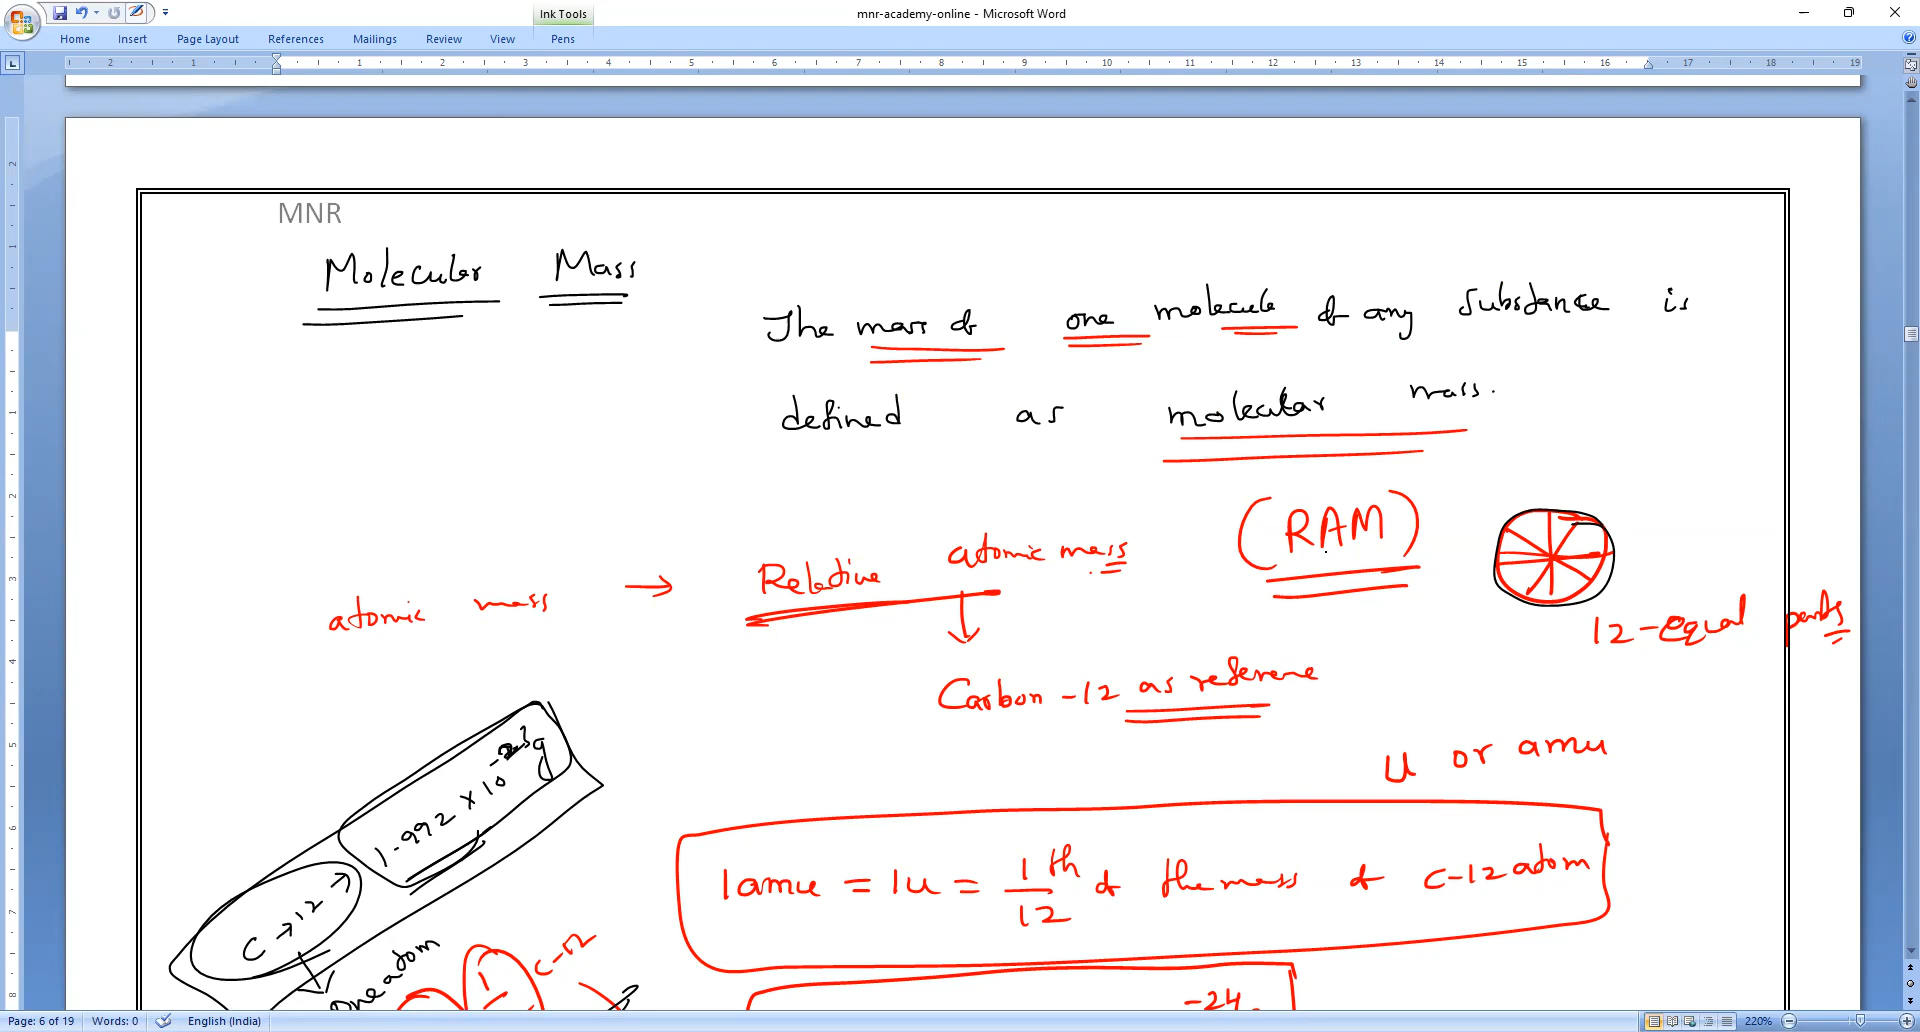 mnr-academy-online - Microsoft Word
Ink Tools
Home Insert Page Layout References Mailings Review View Pens
MNR
Molecular Mass
The mass of one molecule of any substance is
defined as molecular mass.
atomic mass → Relative atomic mass (RAM)
12-equal parts
Carbon-12 as reference
u or amu
1.992 × 10⁻²³ g
C → 12
one atom
C-12
1amu = 1u = 1/12 th of the mass of C-12 atom
-24
Page: 6 of 19 Words: 0 English (India) 220%